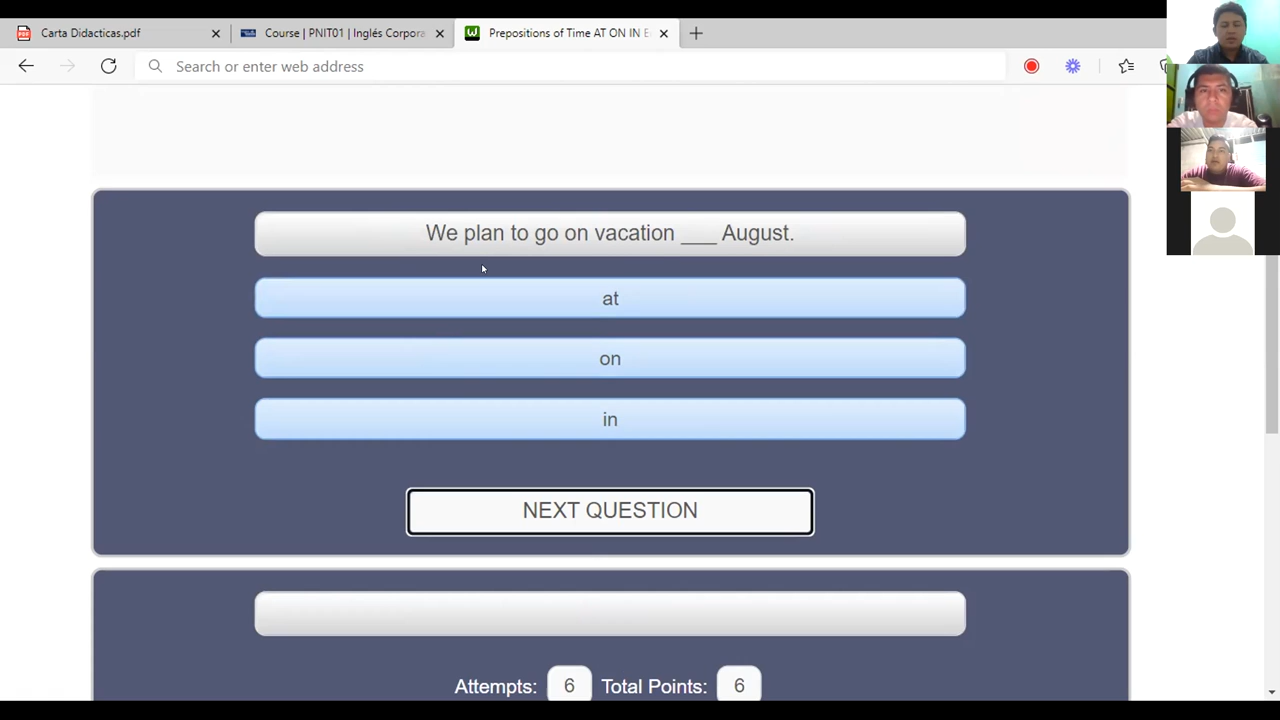 Carta Didacticas.pdf
Course | PNIT01 | Inglés Corpora
Prepositions of Time AT ON IN E
Search or enter web address
We plan to go on vacation ___ August.
at
on
in
NEXT QUESTION
Attempts: 6 Total Points: 6